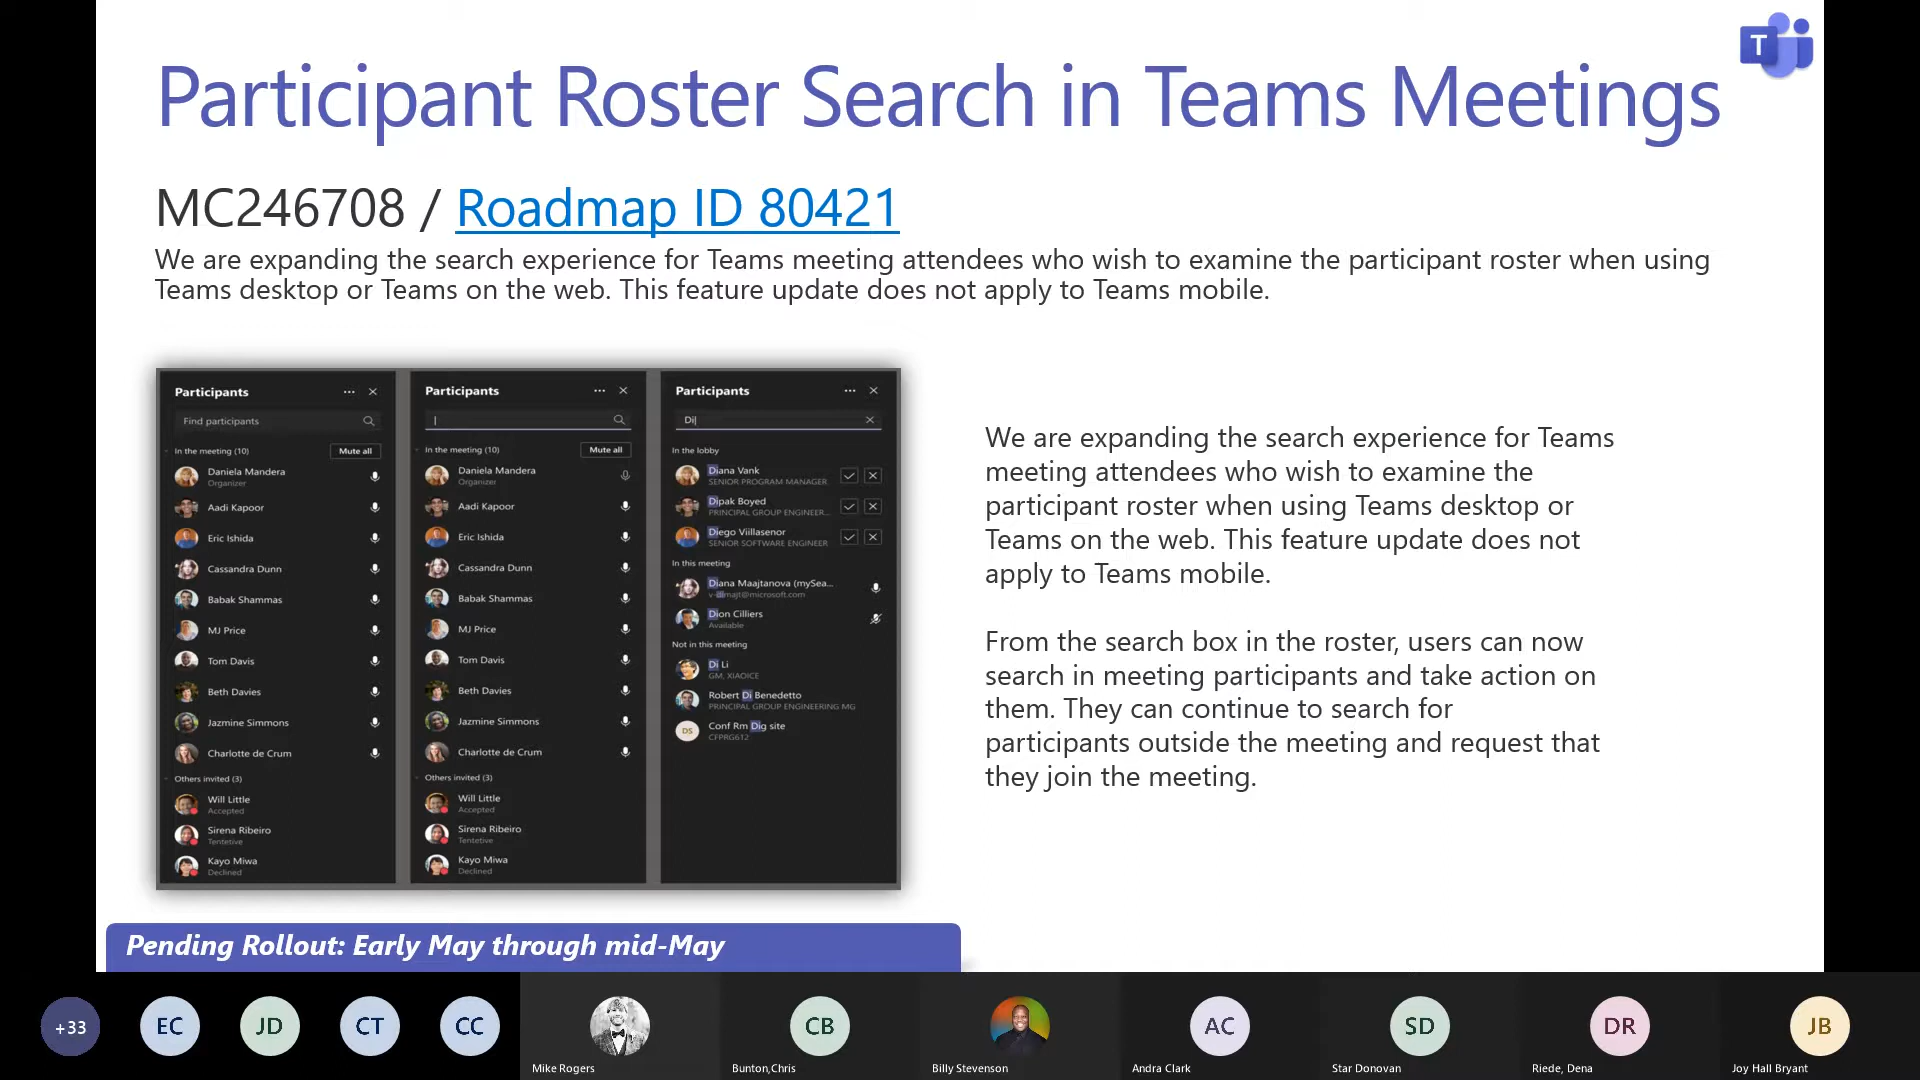 T
Participant Roster Search in Teams Meetings
MC246708 / Roadmap ID 80421
We are expanding the search experience for Teams meeting attendees who wish to examine the participant roster when using
Teams desktop or Teams on the web. This feature update does not apply to Teams mobile.
Participants
Find participants
In the meeting (10)
Mute all
Daniela Mandera
Organizer
Aadi Kapoor
Eric Ishida
Cassandra Dunn
Babak Shammas
MJ Price
Tom Davis
Beth Davies
Jazmine Simmons
Charlotte de Crum
Others invited (3)
Will Little
Accepted
Sirena Ribeiro
Tentetive
Kayo Miwa
Declined
Participants
In the meeting (10)
Mute all
Daniela Mandera
Organizer
Aadi Kapoor
Eric Ishida
Cassandra Dunn
Babak Shammas
MJ Price
Tom Davis
Beth Davies
Jazmine Simmons
Charlotte de Crum
Others invited (3)
Will Little
Accepted
Sirena Ribeiro
Tentetive
Kayo Miwa
Declined
Participants
Di
In the lobby
Diana Vank
SENIOR PROGRAM MANAGER
Dipak Boyed
PRINCIPAL GROUP ENGINEER...
Diego Viillasenor
SENIOR SOFTWARE ENGINEER
In this meeting
Diana Maajtanova (mySea...
v-dimajt@microsoft.com
Dion Cilliers
Available
Not in this meeting
Di Li
GM, XIAOICE
Robert Di Benedetto
PRINCIPAL GROUP ENGINEERING MG
DS
Conf Rm Dig site
CFPRG612
We are expanding the search experience for Teams
meeting attendees who wish to examine the
participant roster when using Teams desktop or
Teams on the web. This feature update does not
apply to Teams mobile.
From the search box in the roster, users can now
search in meeting participants and take action on
them. They can continue to search for
participants outside the meeting and request that
they join the meeting.
Pending Rollout: Early May through mid-May
+33
EC
JD
CT
CC
Mike Rogers
CB
Bunton,Chris
Billy Stevenson
AC
Andra Clark
SD
Star Donovan
DR
Riede, Dena
JB
Joy Hall Bryant